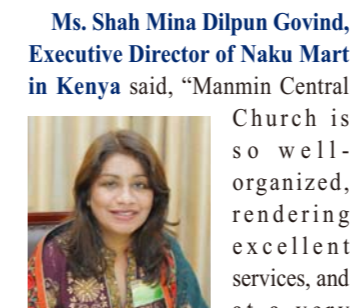 Ms. Shah Mina Dilpun Govind,
Executive Director of Naku Mart
in Kenya said, “Manmin Central
Church is
so well-
organized,
rendering
excellent
services, and